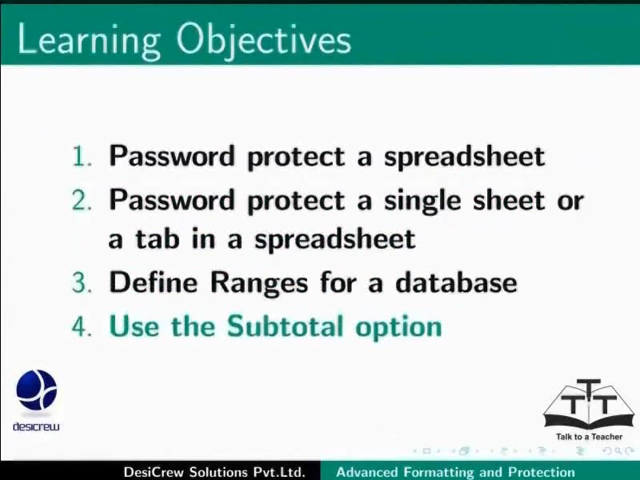 Learning Objectives
1. Password protect a spreadsheet
2. Password protect a single sheet or
a tab in a spreadsheet
3. Define Ranges for a database
4. Use the Subtotal option
desicrew
TTT
Talk to a Teacher
DesiCrew Solutions Pvt.Ltd. Advanced Formatting and Protection